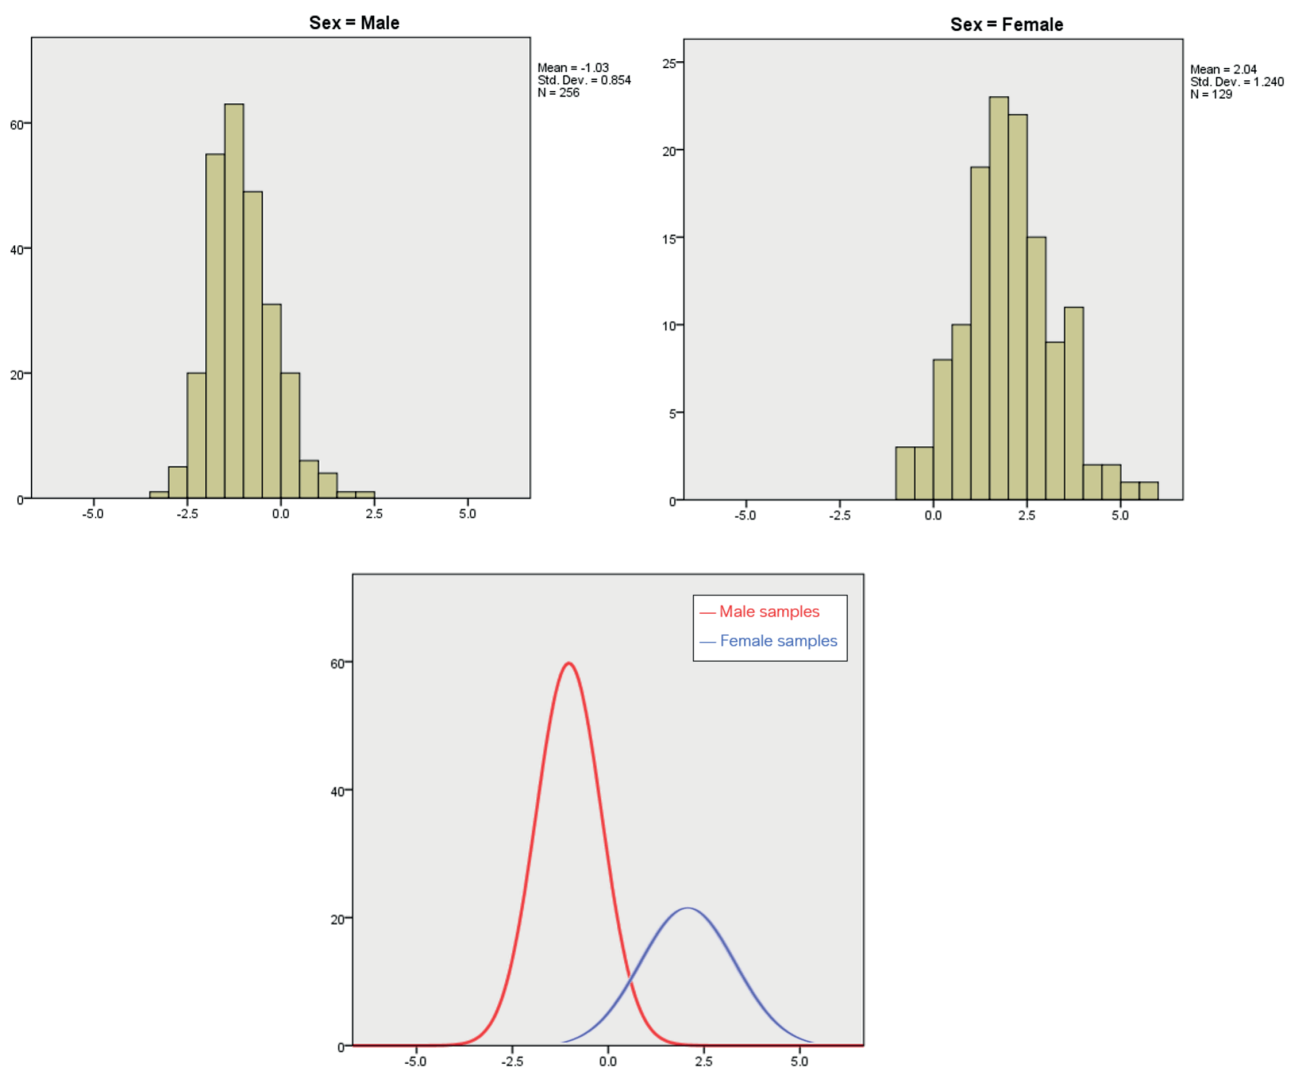 Sex = Male
Mean = -1.03
Std. Dev. = 0.854
N = 256
60
40
20
0
-5.0 -2.5 0.0 2.5 5.0
Sex = Female
Mean = 2.04
Std. Dev. = 1.240
N = 129
25
20
15
10
5
0
-5.0 -2.5 0.0 2.5 5.0
Male samples
Female samples
60
40
20
0
-5.0 -2.5 0.0 2.5 5.0